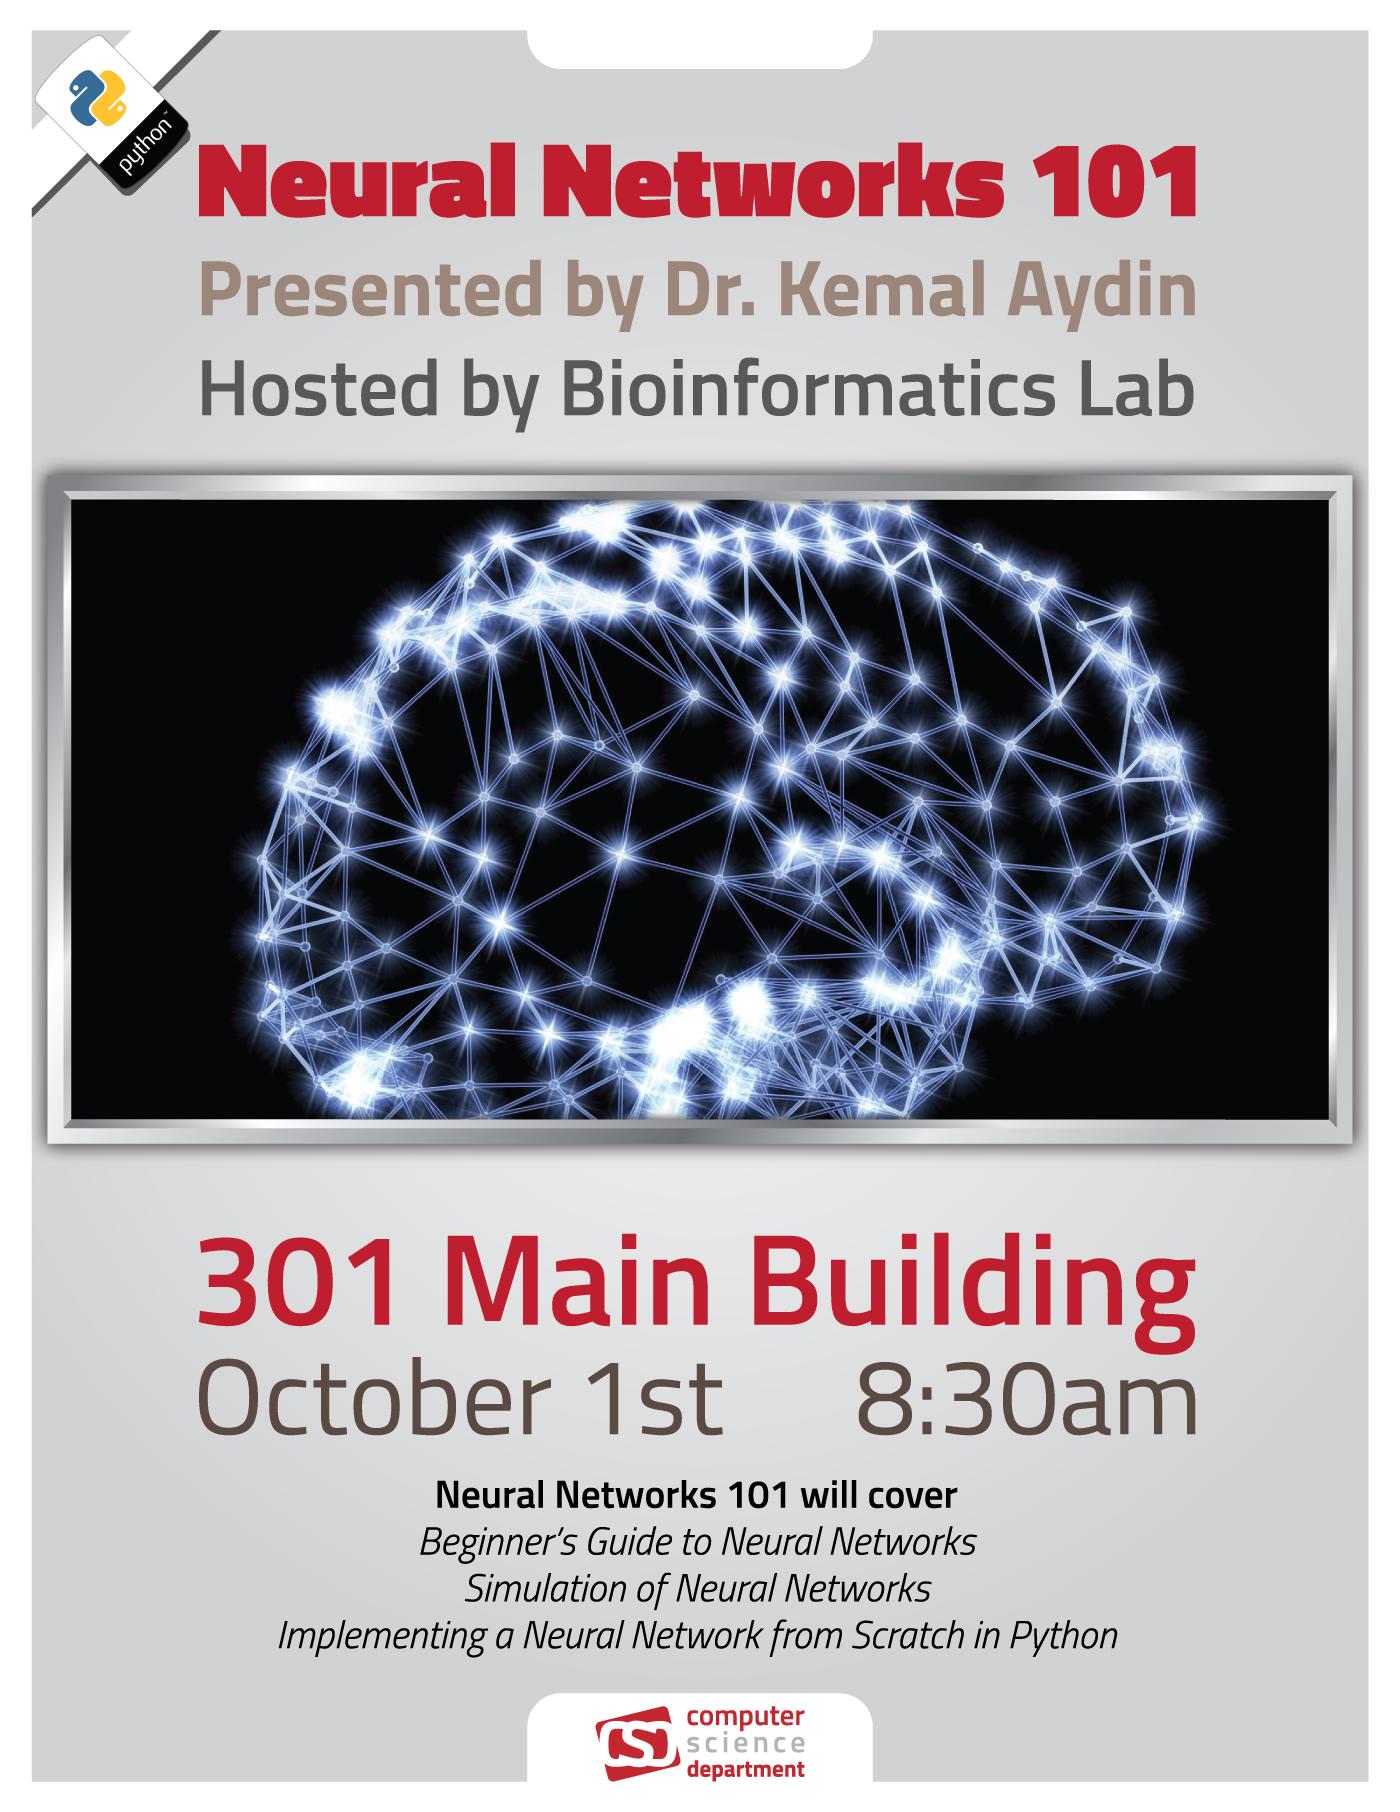 python™
Neural Networks 101
Presented by Dr. Kemal Aydin
Hosted by Bioinformatics Lab
301 Main Building
October 1st 8:30am
Neural Networks 101 will cover
Beginner's Guide to Neural Networks
Simulation of Neural Networks
Implementing a Neural Network from Scratch in Python
csd
computer
science
department